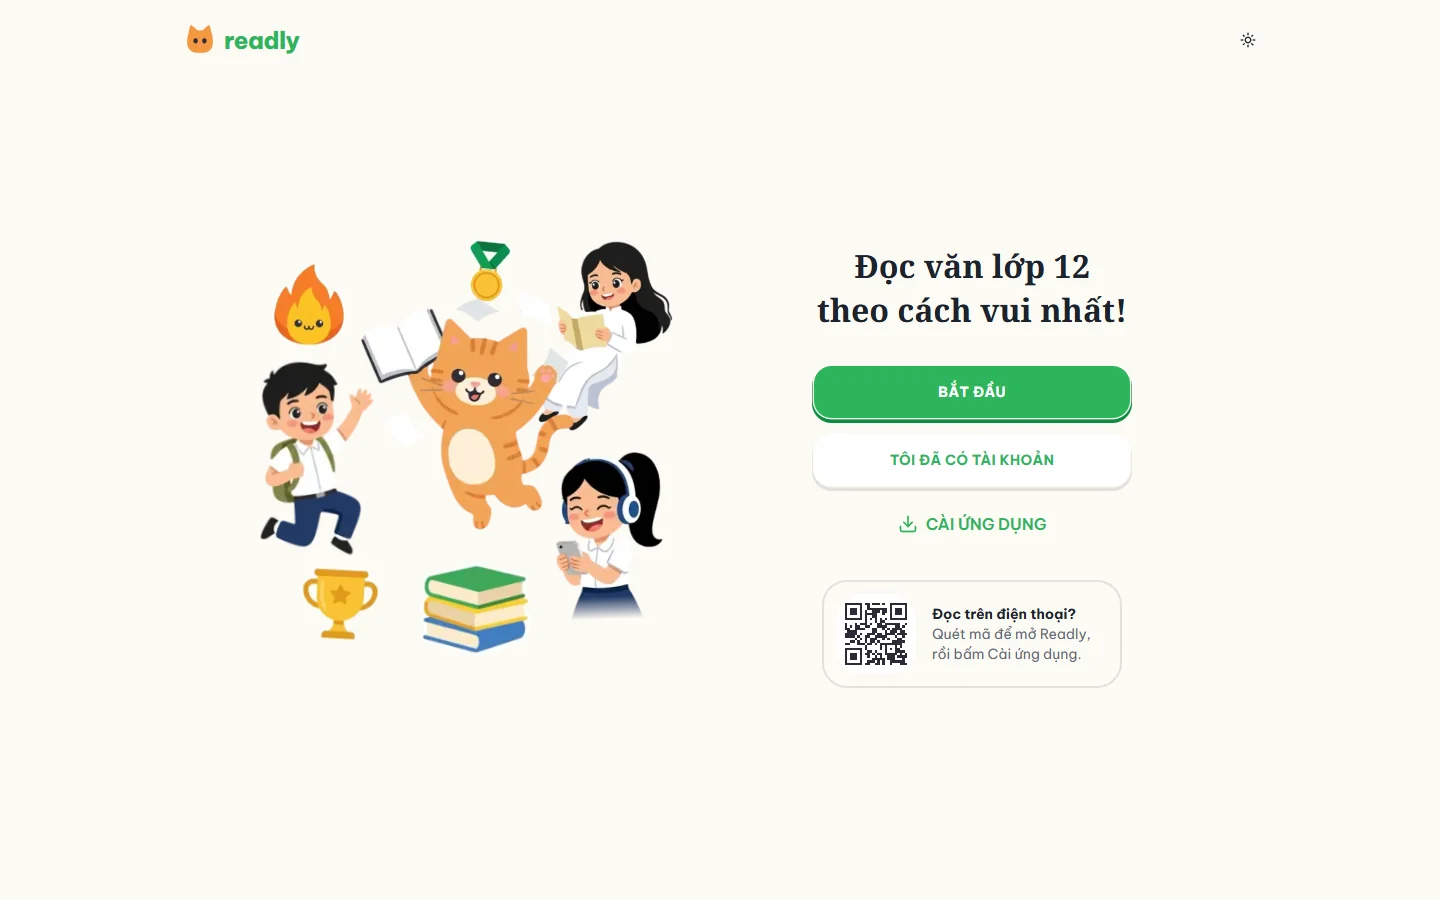 readly
Đọc văn lớp 12
theo cách vui nhất!
BẮT ĐẦU
TÔI ĐÃ CÓ TÀI KHOẢN
CÀI ỨNG DỤNG
Đọc trên điện thoại?
Quét mã để mở Readly,
rồi bấm Cài ứng dụng.